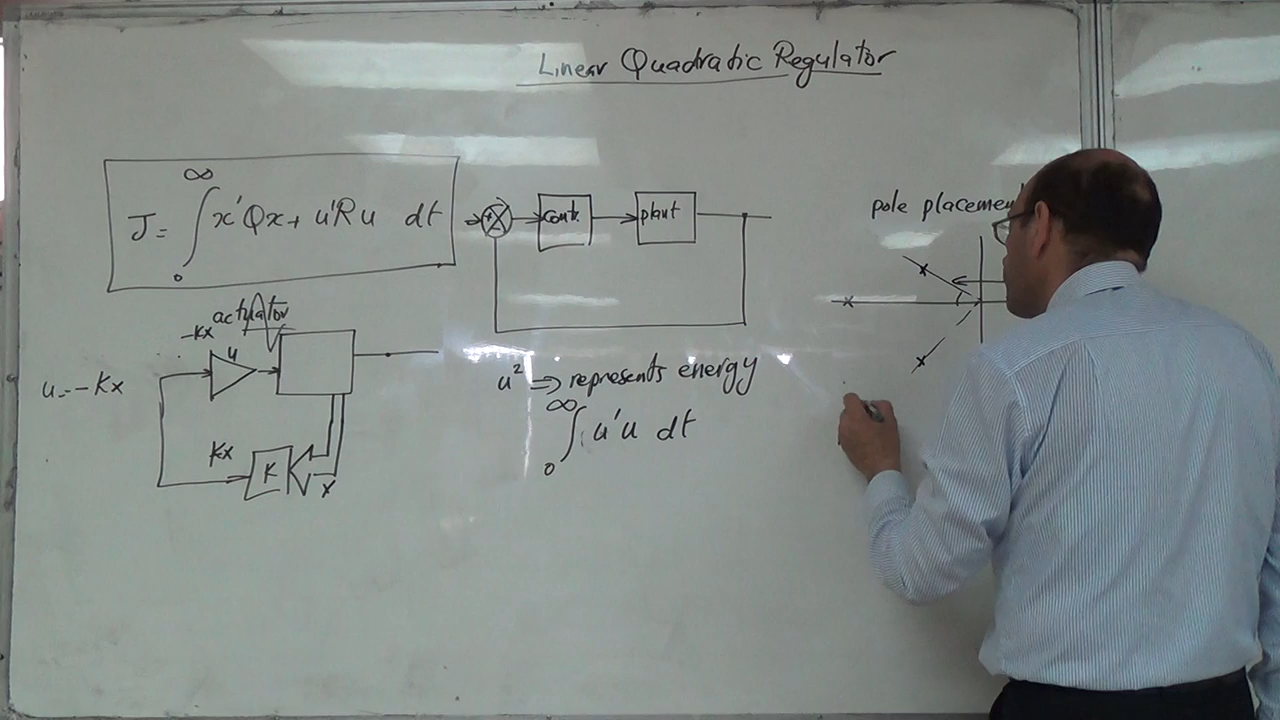 Linear Quadratic Regulator
J = ∫₀^∞ x'Qx + u'Ru dt
cont
plant
pole placement
actuator
-Kx
u
u = -Kx
Kx
K
x
u² ⇒ represents energy
∫₀^∞ u'u dt